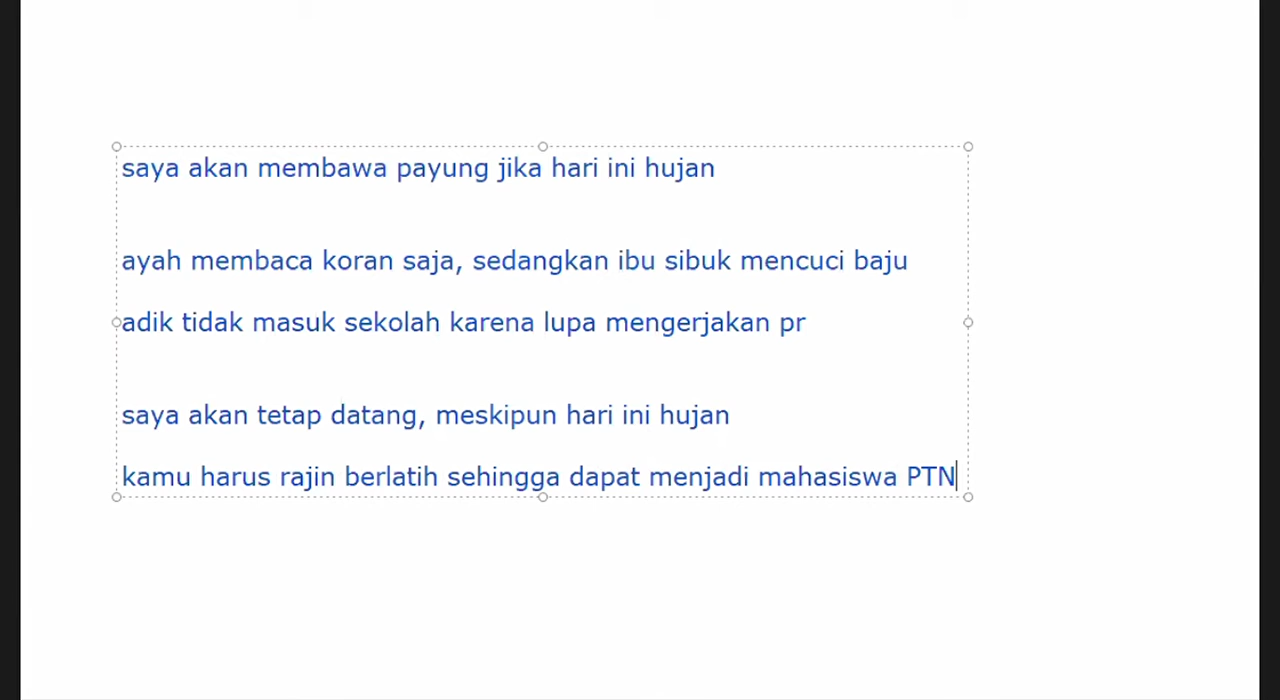 saya akan membawa payung jika hari ini hujan
ayah membaca koran saja, sedangkan ibu sibuk mencuci baju
adik tidak masuk sekolah karena lupa mengerjakan pr
saya akan tetap datang, meskipun hari ini hujan
kamu harus rajin berlatih sehingga dapat menjadi mahasiswa PTN